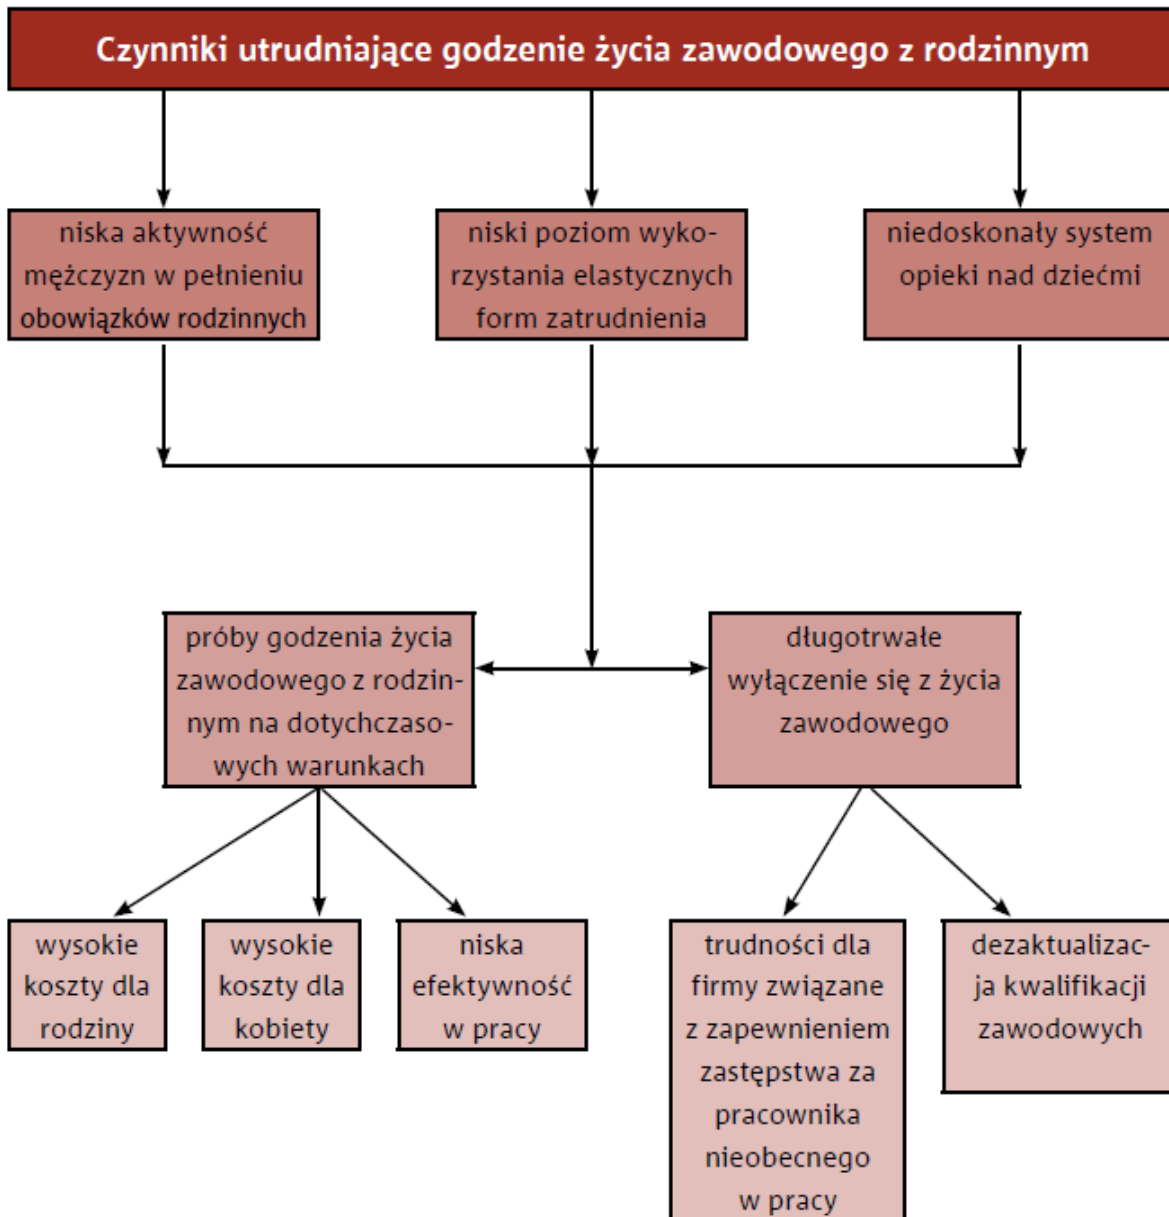 Czynniki utrudniające godzenie życia zawodowego z rodzinnym
niska aktywność
mężczyzn w pełnieniu
obowiązków rodzinnych
niski poziom wyko-
rzystania elastycznych
form zatrudnienia
niedoskonały system
opieki nad dziećmi
próby godzenia życia
zawodowego z rodzin-
nym na dotychczaso-
wych warunkach
długotrwałe
wyłączenie się z życia
zawodowego
wysokie
koszty dla
rodziny
wysokie
koszty dla
kobiety
niska
efektywność
w pracy
trudności dla
firmy związane
z zapewnieniem
zastępstwa za
pracownika
nieobecnego
w pracy
dezaktualizac-
ja kwalifikacji
zawodowych